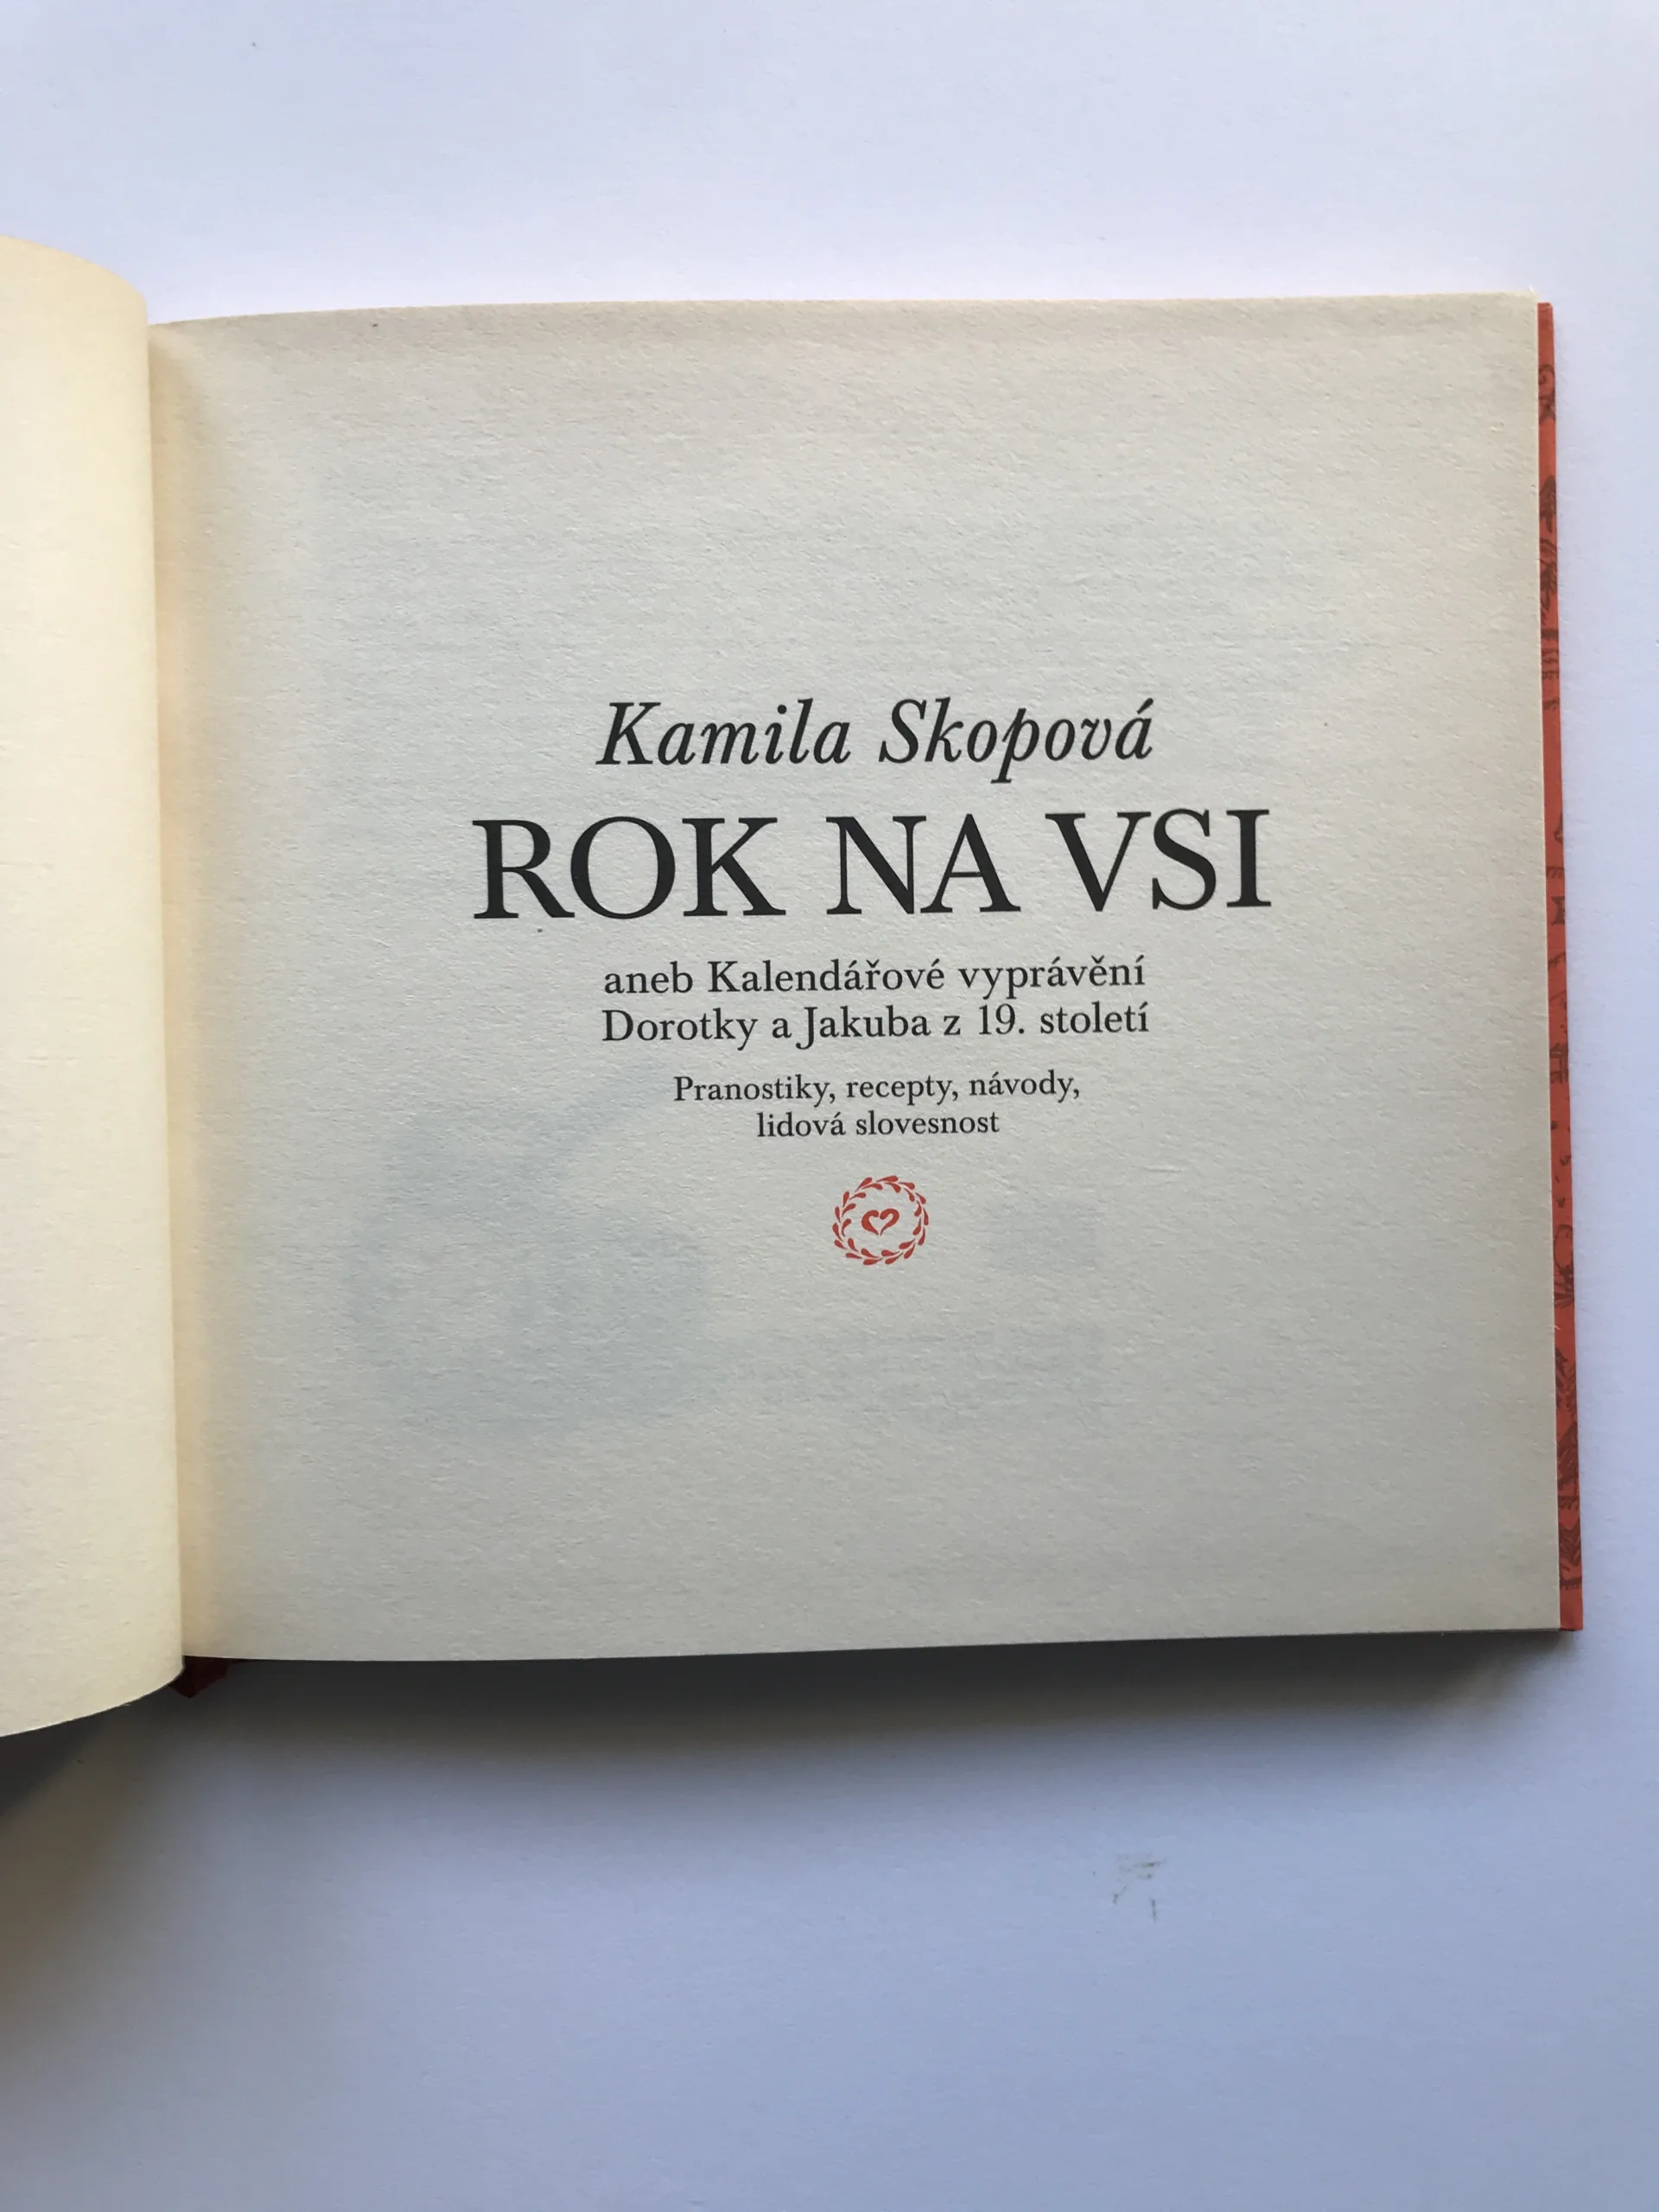 Kamila Skopová
ROK NA VSI
aneb Kalendářové vyprávění
Dorotky a Jakuba z 19. století
Pranostiky, recepty, návody,
lidová slovesnost